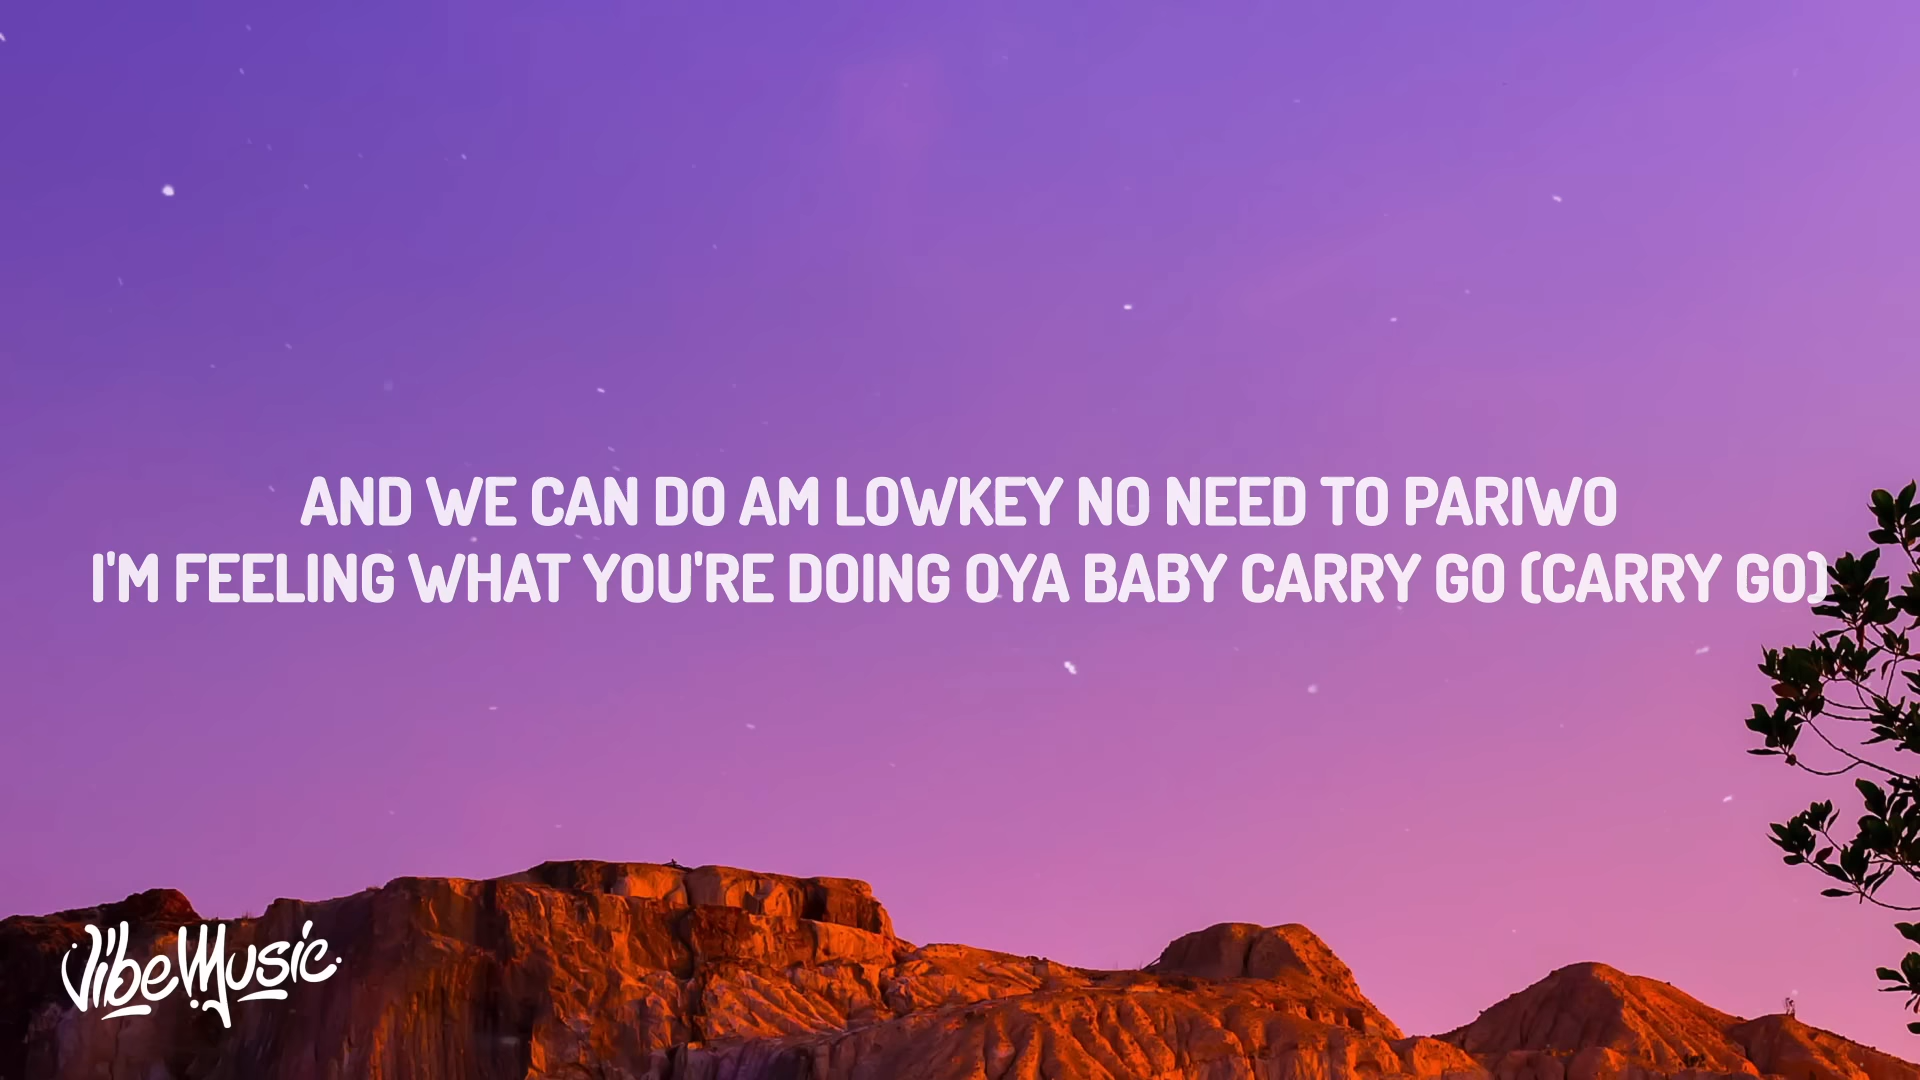 AND WE CAN DO AM LOWKEY NO NEED TO PARIWO
I'M FEELING WHAT YOU'RE DOING OYA BABY CARRY GO (CARRY GO)
Vibe Music